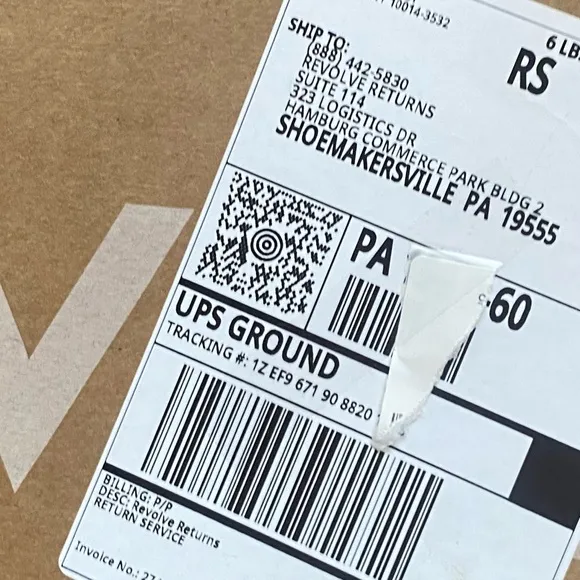 10014-3532
6 LB
RS
SHIP TO:
(888) 442-5830
REVOLVE RETURNS
SUITE 114
323 LOGISTICS DR
HAMBURG COMMERCE PARK BLDG 2
SHOEMAKERSVILLE PA 19555
PA
-60
UPS GROUND
TRACKING #: 1Z EF9 671 90 8820
BILLING: P/P
DESC: Revolve Returns
RETURN SERVICE
Invoice No.: 27